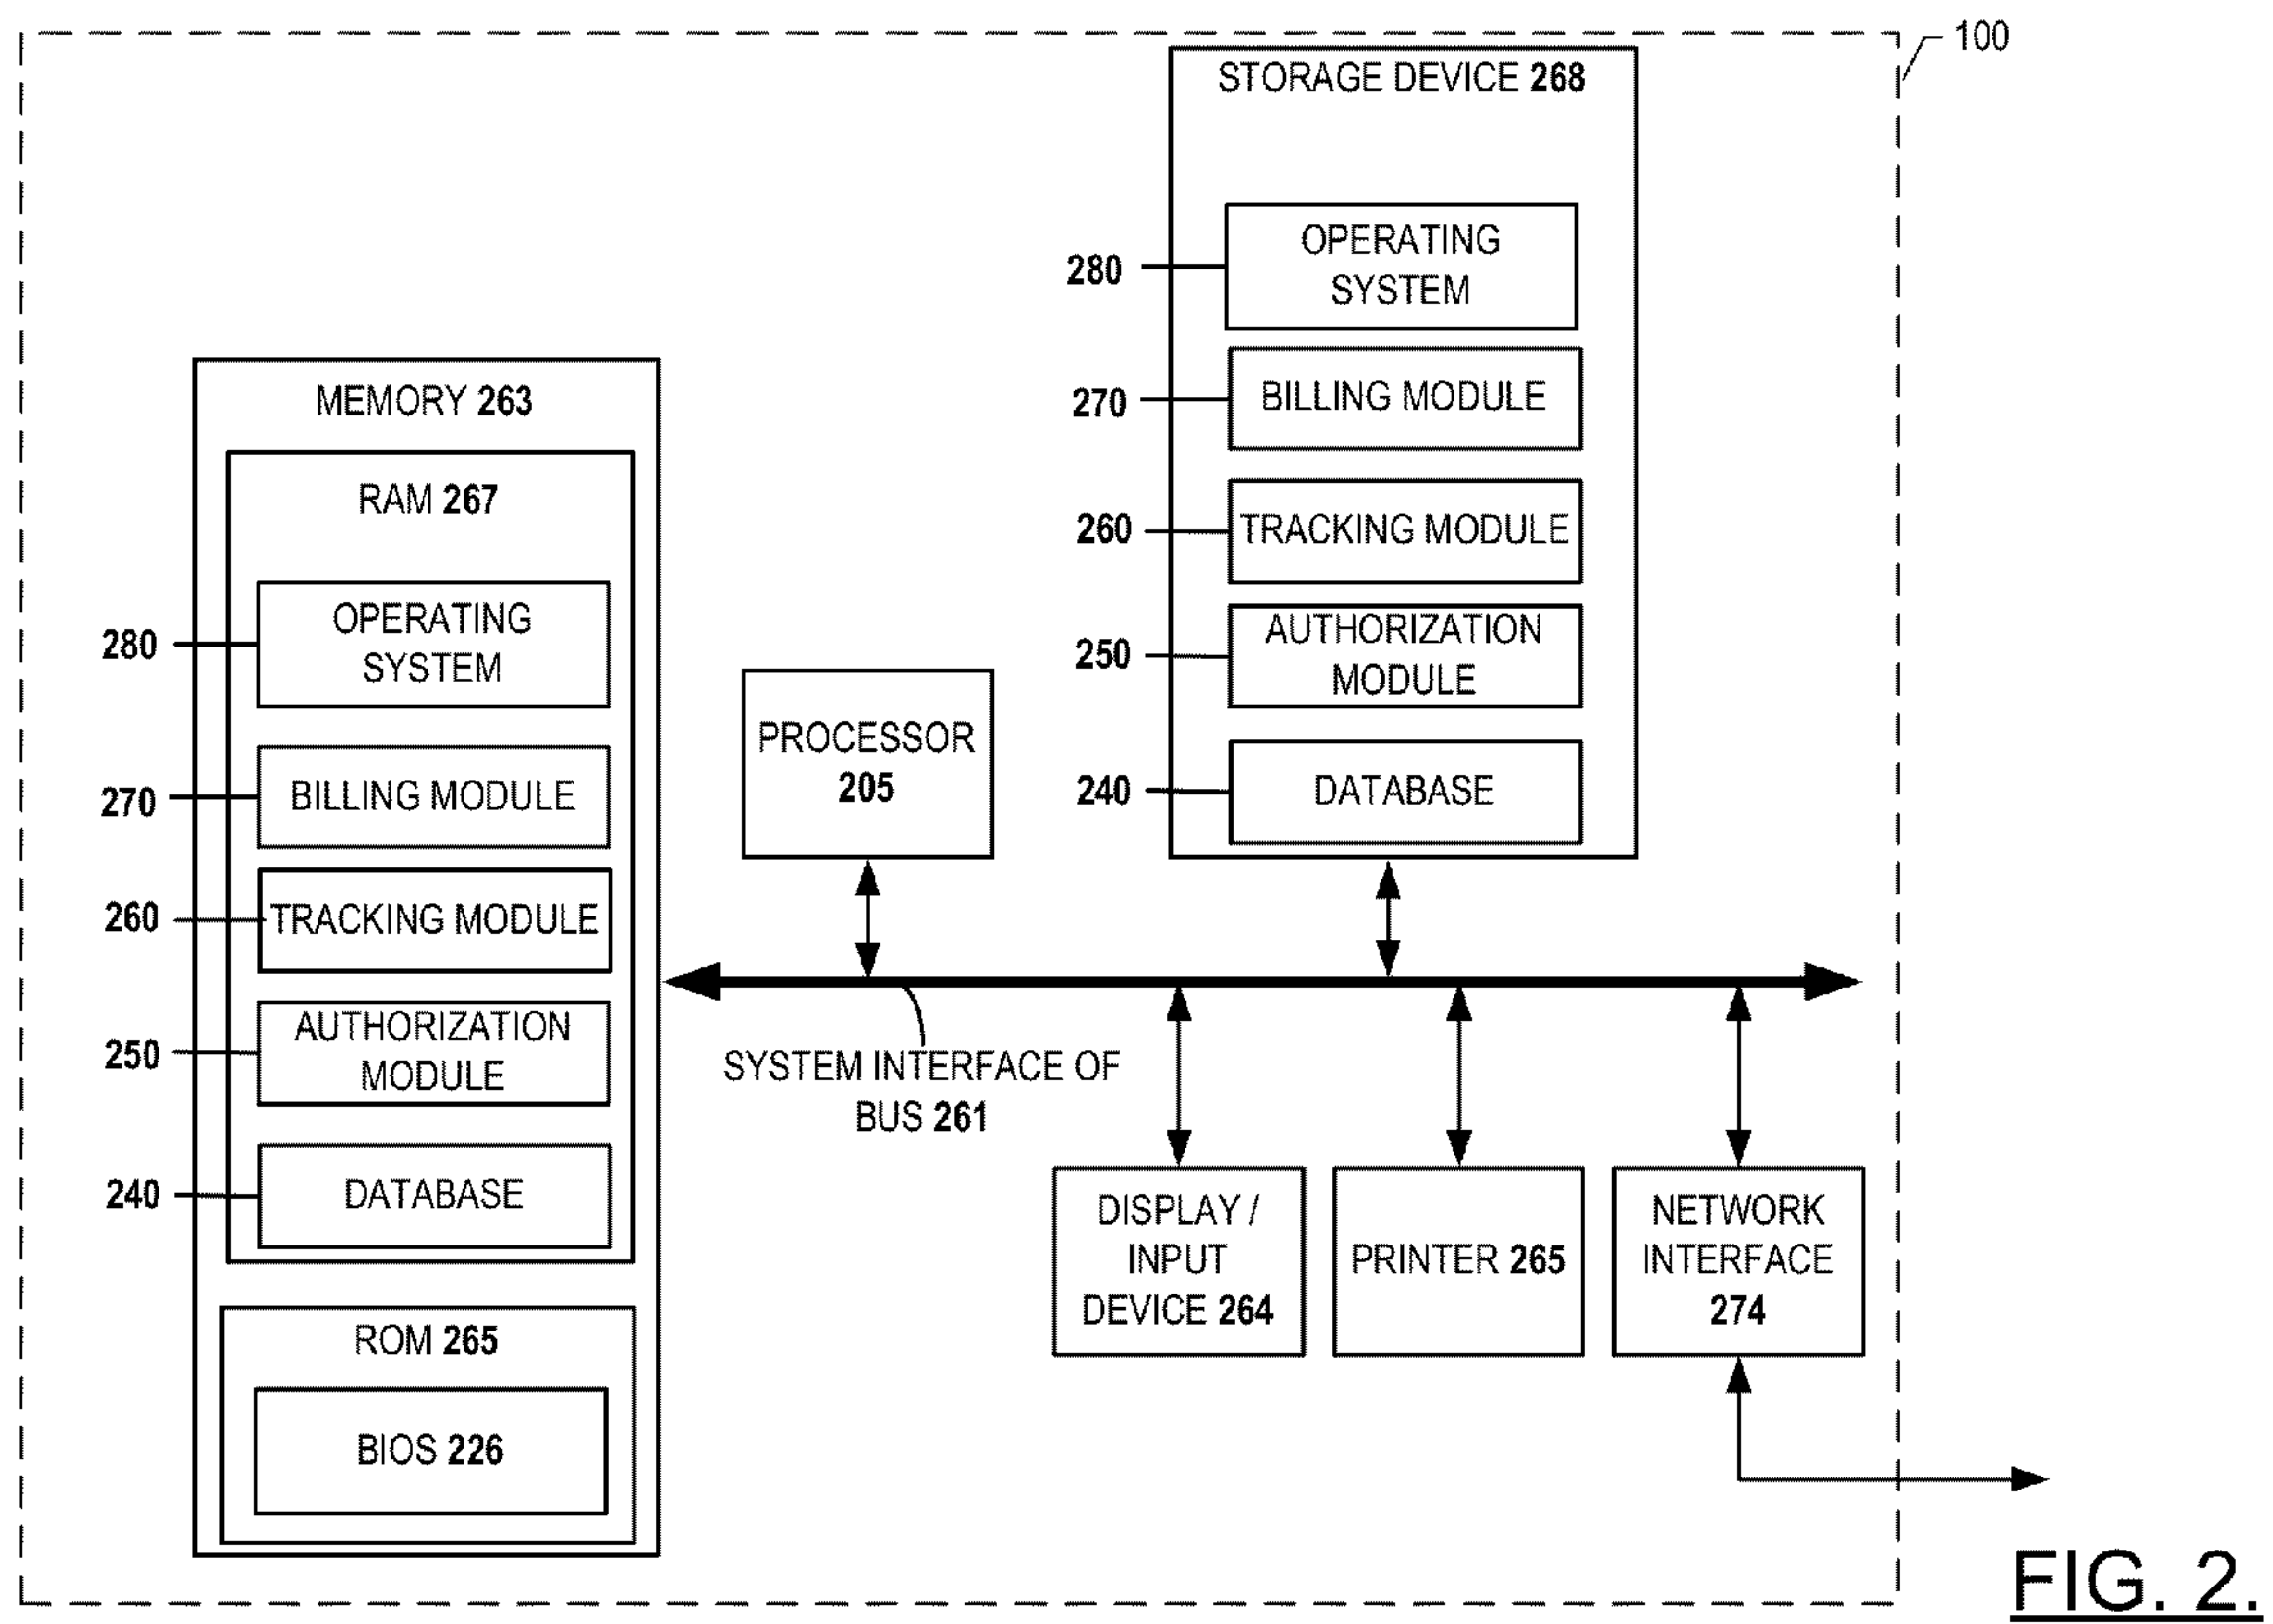 100
STORAGE DEVICE 268
280
OPERATING
SYSTEM
270
BILLING MODULE
260
TRACKING MODULE
250
AUTHORIZATION
MODULE
240
DATABASE
MEMORY 263
RAM 267
280
OPERATING
SYSTEM
270
BILLING MODULE
260
TRACKING MODULE
250
AUTHORIZATION
MODULE
240
DATABASE
ROM 265
BIOS 226
PROCESSOR
205
SYSTEM INTERFACE OF
BUS 261
DISPLAY /
INPUT
DEVICE 264
PRINTER 265
NETWORK
INTERFACE
274
FIG. 2.